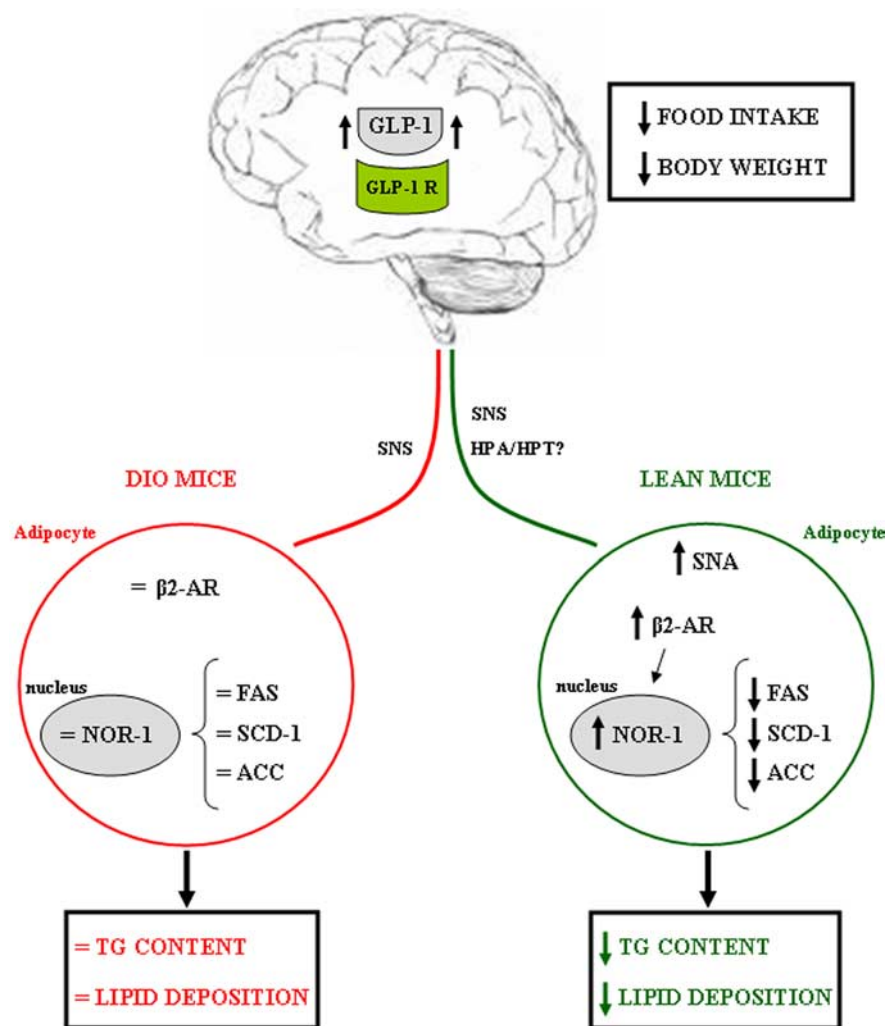 GLP-1
GLP-1 R
↓ FOOD INTAKE
↓ BODY WEIGHT
SNS
SNS
HPA/HPT?
DIO MICE
Adipocyte
= β2-AR
nucleus
= NOR-1
= FAS
= SCD-1
= ACC
= TG CONTENT
= LIPID DEPOSITION
LEAN MICE
Adipocyte
↑ SNA
↑ β2-AR
nucleus
↑ NOR-1
↓ FAS
↓ SCD-1
↓ ACC
↓ TG CONTENT
↓ LIPID DEPOSITION